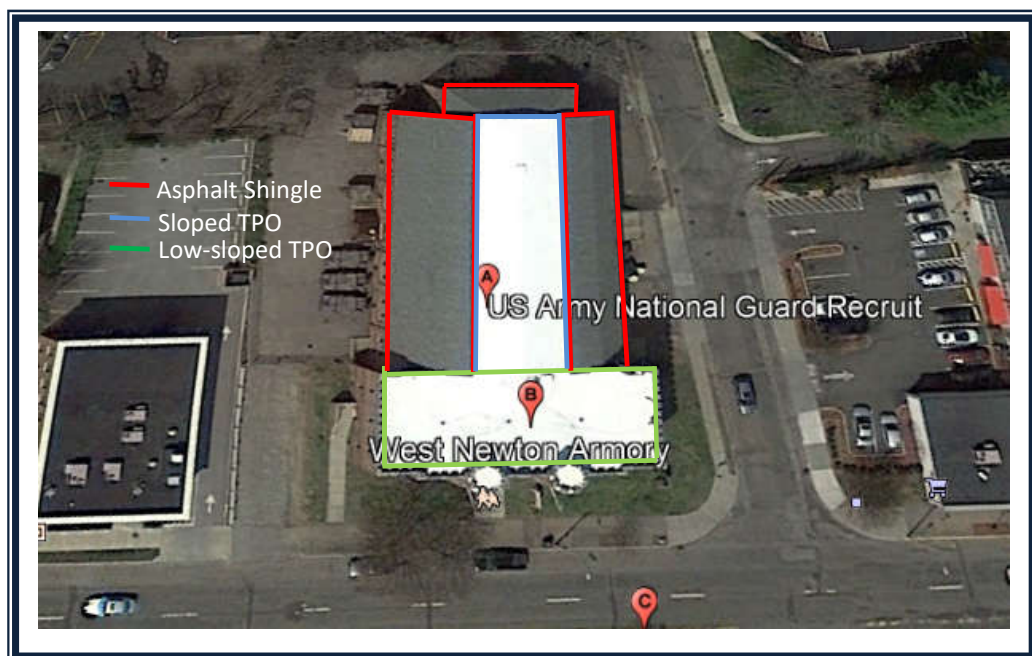 Asphalt Shingle
Sloped TPO
Low-sloped TPO
A
US Army National Guard Recruit
B
West Newton Armory
C